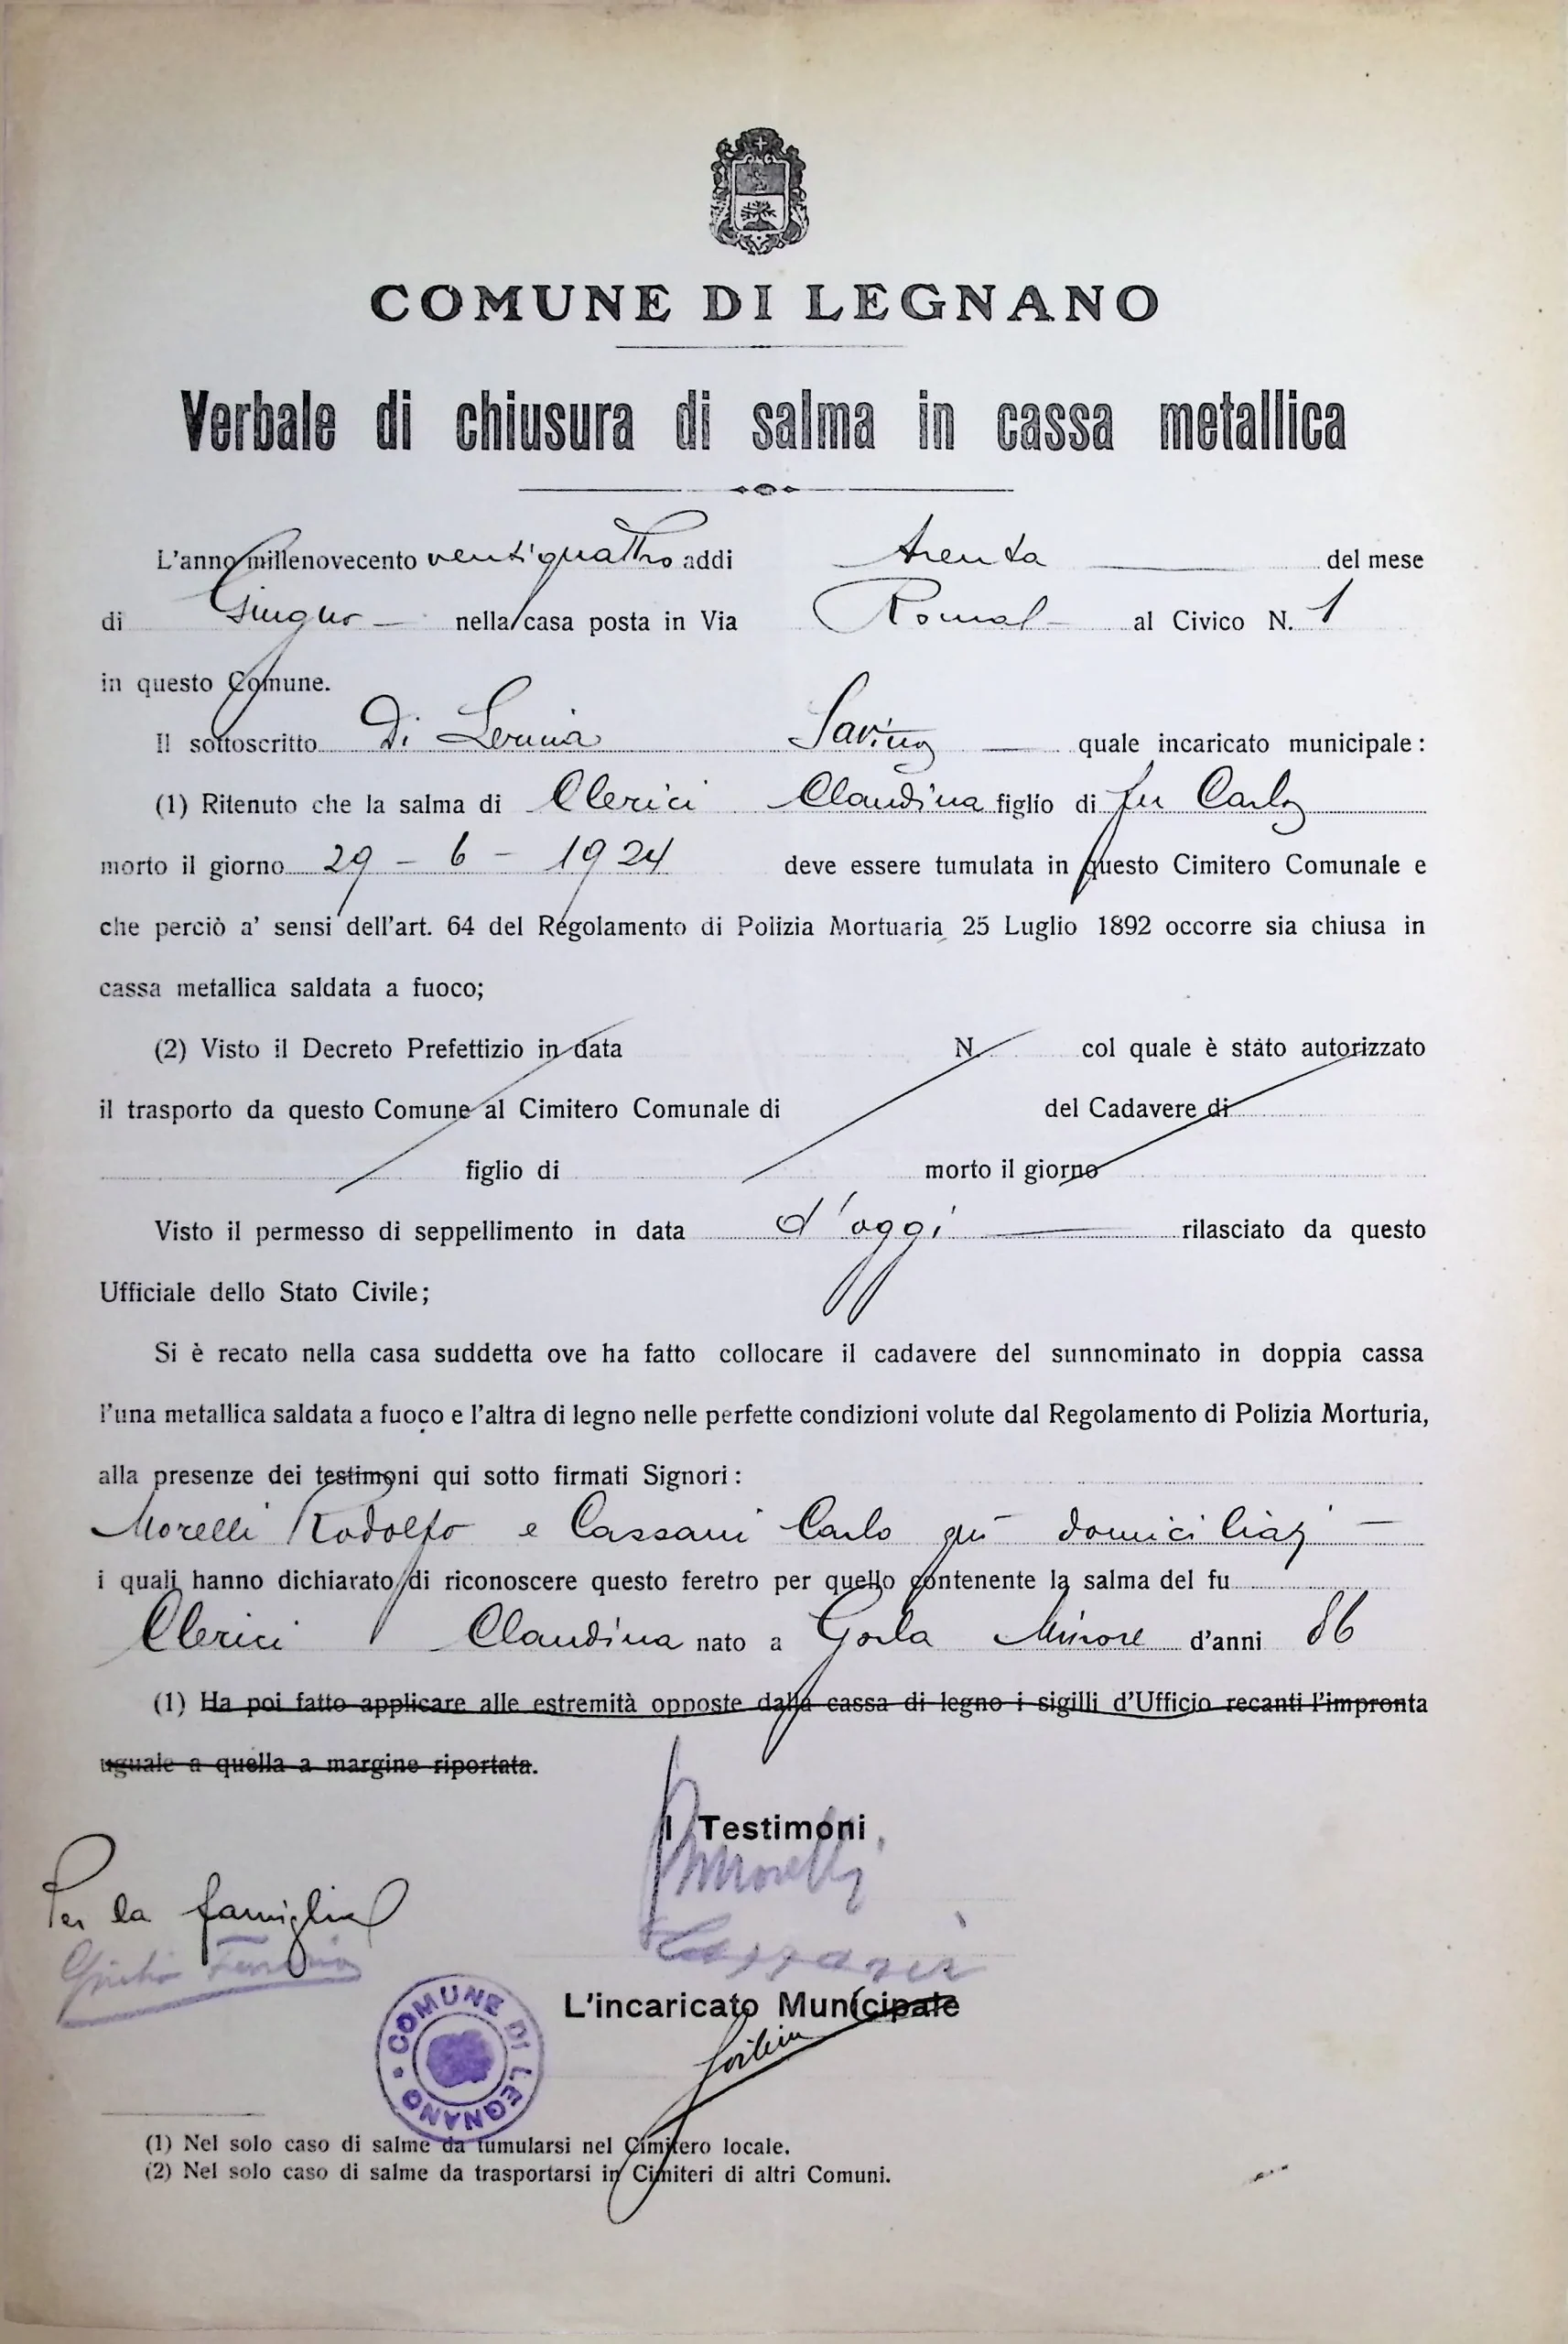 COMUNE DI LEGNANO
Verbale di chiusura di salma in cassa metallica
L'anno millenovecento ventiquattro addi trenta del mese
di Giugno nella casa posta in Via Roma al Civico N. 1
in questo Comune.
Il sottoscritto Di Lernia Savino quale incaricato municipale:
(1) Ritenuto che la salma di Clerici Claudina figlio di fu Carlo
morto il giorno 29 - 6 - 1924 deve essere tumulata in questo Cimitero Comunale e
che perciò a' sensi dell'art. 64 del Regolamento di Polizia Mortuaria 25 Luglio 1892 occorre sia chiusa in
cassa metallica saldata a fuoco;
(2) Visto il Decreto Prefettizio in data N. col quale è stato autorizzato
il trasporto da questo Comune al Cimitero Comunale di del Cadavere di
figlio di morto il giorno
Visto il permesso di seppellimento in data d'oggi rilasciato da questo
Ufficiale dello Stato Civile;
Si è recato nella casa suddetta ove ha fatto collocare il cadavere del sunnominato in doppia cassa
l'una metallica saldata a fuoco e l'altra di legno nelle perfette condizioni volute dal Regolamento di Polizia Morturia,
alla presenze dei testimoni qui sotto firmati Signori:
Morelli Rodolfo e Cassani Carlo qui domiciliati
i quali hanno dichiarato di riconoscere questo feretro per quello contenente la salma del fu
Clerici Claudina nato a Gorla Minore d'anni 86
(1) Ha poi fatto applicare alle estremità opposte dalla cassa di legno i sigilli d'Ufficio recanti l'impronta
uguale a quella a margine riportata.
I Testimoni
Morelli
Per la famiglia
Cassani
Giulio
L'incaricato Municipale
COMUNE DI LEGNANO
(1) Nel solo caso di salme da tumularsi nel Cimitero locale.
(2) Nel solo caso di salme da trasportarsi in Cimiteri di altri Comuni.